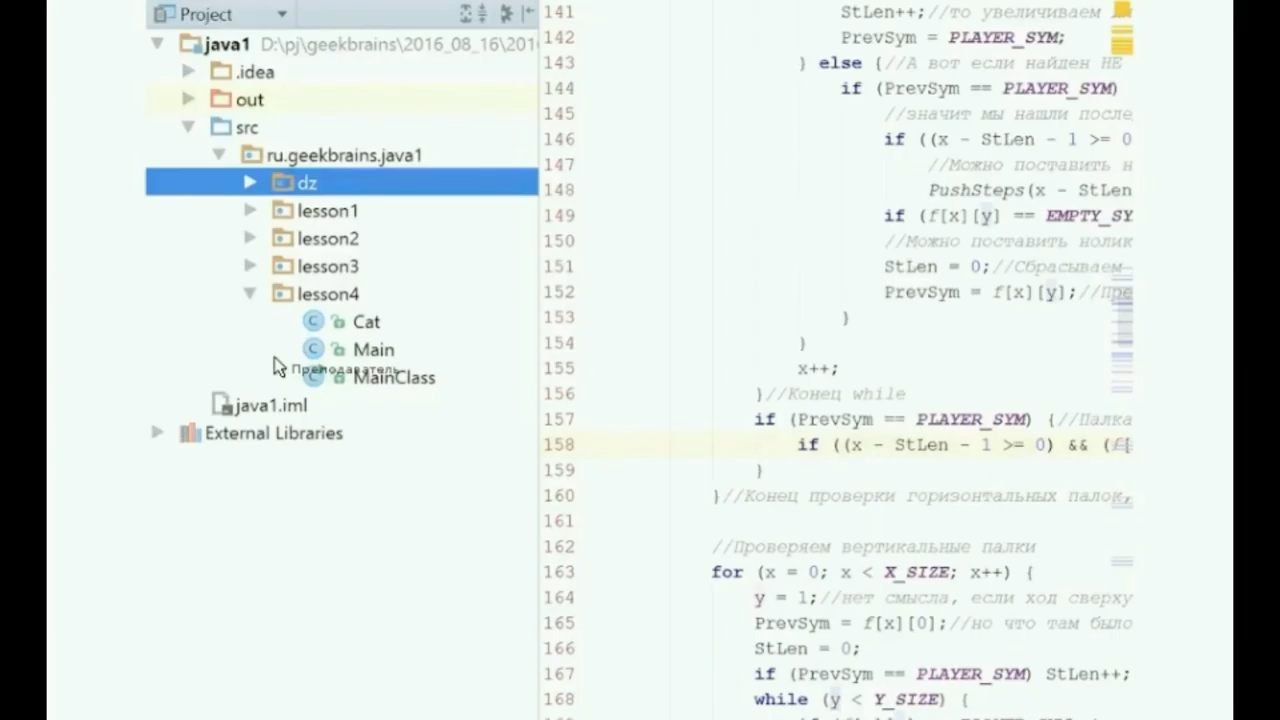 Project
java1 D:\pj\geekbrains\2016_08_16\201
.idea
out
src
ru.geekbrains.java1
dz
lesson1
lesson2
lesson3
lesson4
Cat
Main
Преподаватель
MainClass
java1.iml
External Libraries
141 StLen++;//то увеличиваем
142 PrevSym = PLAYER_SYM;
143 } else {//А вот если найден НЕ
144 if (PrevSym == PLAYER_SYM)
145 //значит мы нашли после
146 if ((x - StLen - 1 >= 0
147 //Можно поставить н
148 PushSteps(x - StLen
149 if (f[x][y] == EMPTY_SY
150 //Можно поставить нолик
151 StLen = 0;//Сбрасываем
152 PrevSym = f[x][y];//Пре
153 }
154 }
155 x++;
156 }//Конец while
157 if (PrevSym == PLAYER_SYM) {//Палка
158 if ((x - StLen - 1 >= 0) && (f[
159 }
160 }//Конец проверки горизонтальных палок,
161
162 //Проверяем вертикальные палки
163 for (x = 0; x < X_SIZE; x++) {
164 y = 1;//нет смысла, если ход сверху
165 PrevSym = f[x][0];//но что там было
166 StLen = 0;
167 if (PrevSym == PLAYER_SYM) StLen++;
168 while (y < Y_SIZE) {